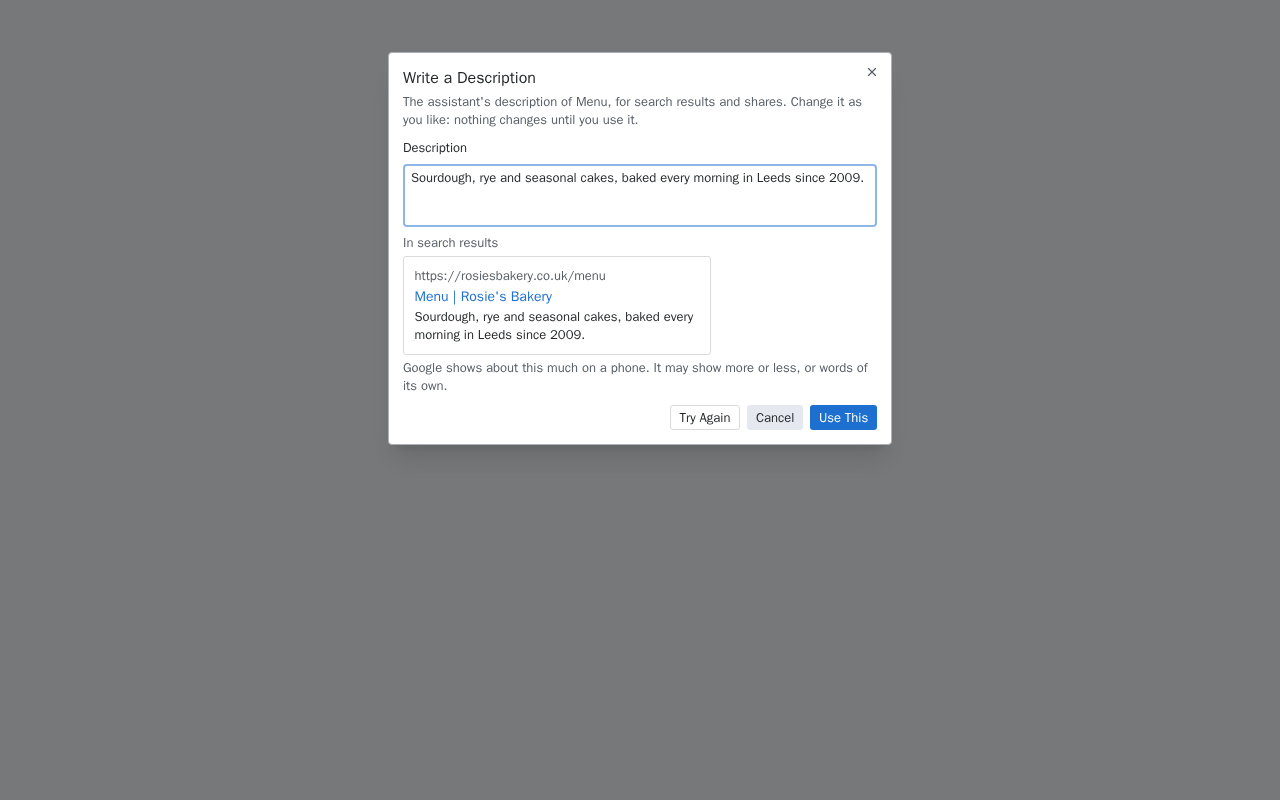 Write a Description
The assistant's description of Menu, for search results and shares. Change it as
you like: nothing changes until you use it.
Description
Sourdough, rye and seasonal cakes, baked every morning in Leeds since 2009.
In search results
https://rosiesbakery.co.uk/menu
Menu | Rosie's Bakery
Sourdough, rye and seasonal cakes, baked every
morning in Leeds since 2009.
Google shows about this much on a phone. It may show more or less, or words of
its own.
Try Again
Cancel
Use This